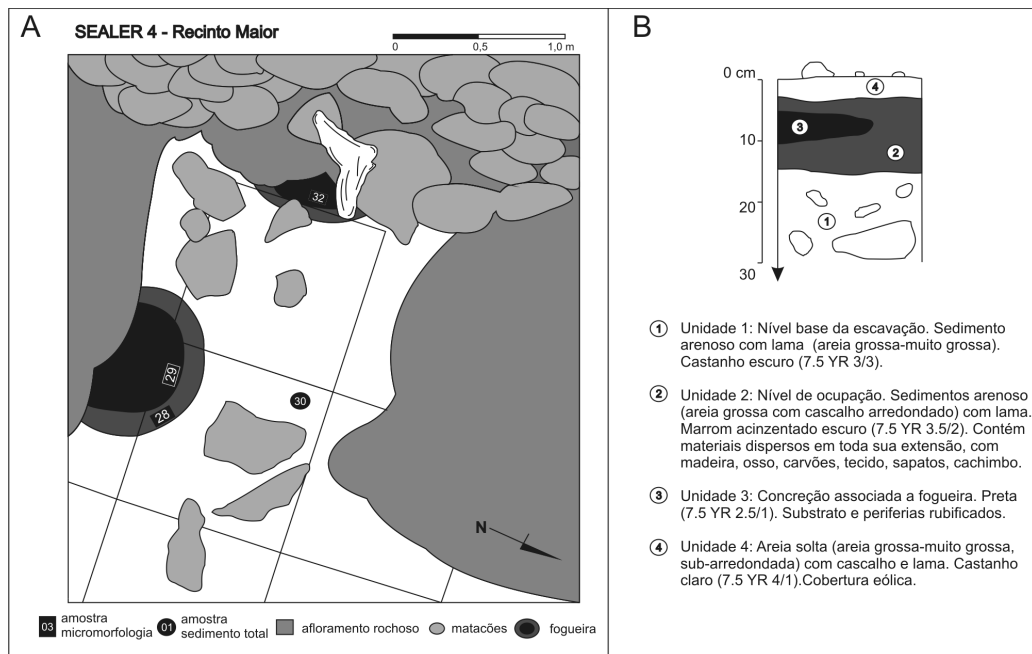 A
SEALER 4 - Recinto Maior
0 0,5 1,0 m
32
29
28
30
N
03 amostra micromorfologia
01 amostra sedimento total
afloramento rochoso
matacões
fogueira
B
0 cm
10
20
30
4
3
2
1
1 Unidade 1: Nível base da escavação. Sedimento
arenoso com lama (areia grossa-muito grossa).
Castanho escuro (7.5 YR 3/3).
2 Unidade 2: Nível de ocupação. Sedimentos arenoso
(areia grossa com cascalho arredondado) com lama.
Marrom acinzentado escuro (7.5 YR 3.5/2). Contém
materiais dispersos em toda sua extensão, com
madeira, osso, carvões, tecido, sapatos, cachimbo.
3 Unidade 3: Concreção associada a fogueira. Preta
(7.5 YR 2.5/1). Substrato e periferias rubificados.
4 Unidade 4: Areia solta (areia grossa-muito grossa,
sub-arredondada) com cascalho e lama. Castanho
claro (7.5 YR 4/1).Cobertura eólica.